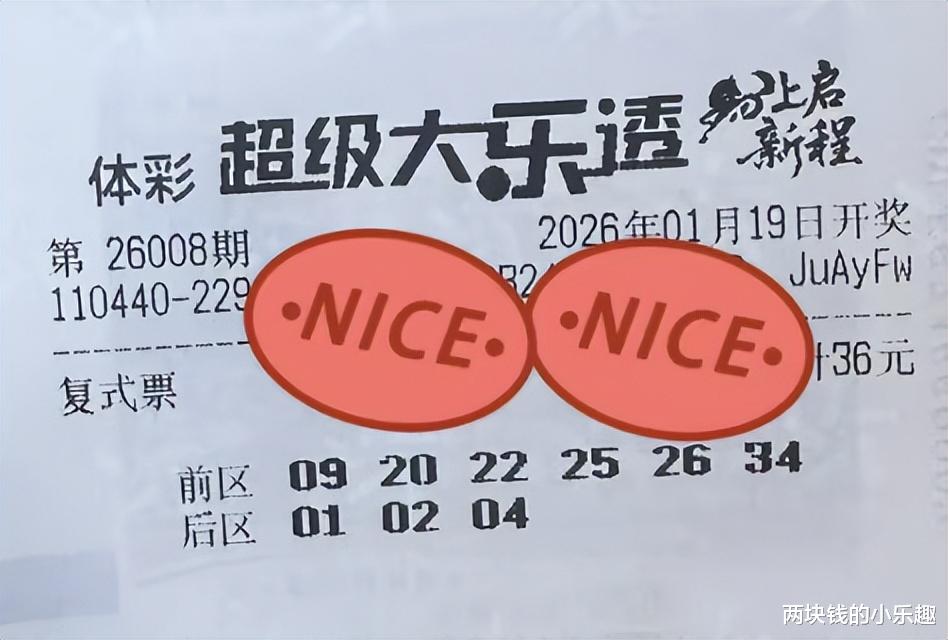 体彩 超级大乐透 马上启新程
第 26008期 2026年01月19日开奖
110440-229 B2 JuAyFw
·NICE· ·NICE·
复式票 计36元
前区 09 20 22 25 26 34
后区 01 02 04
两块钱的小乐趣